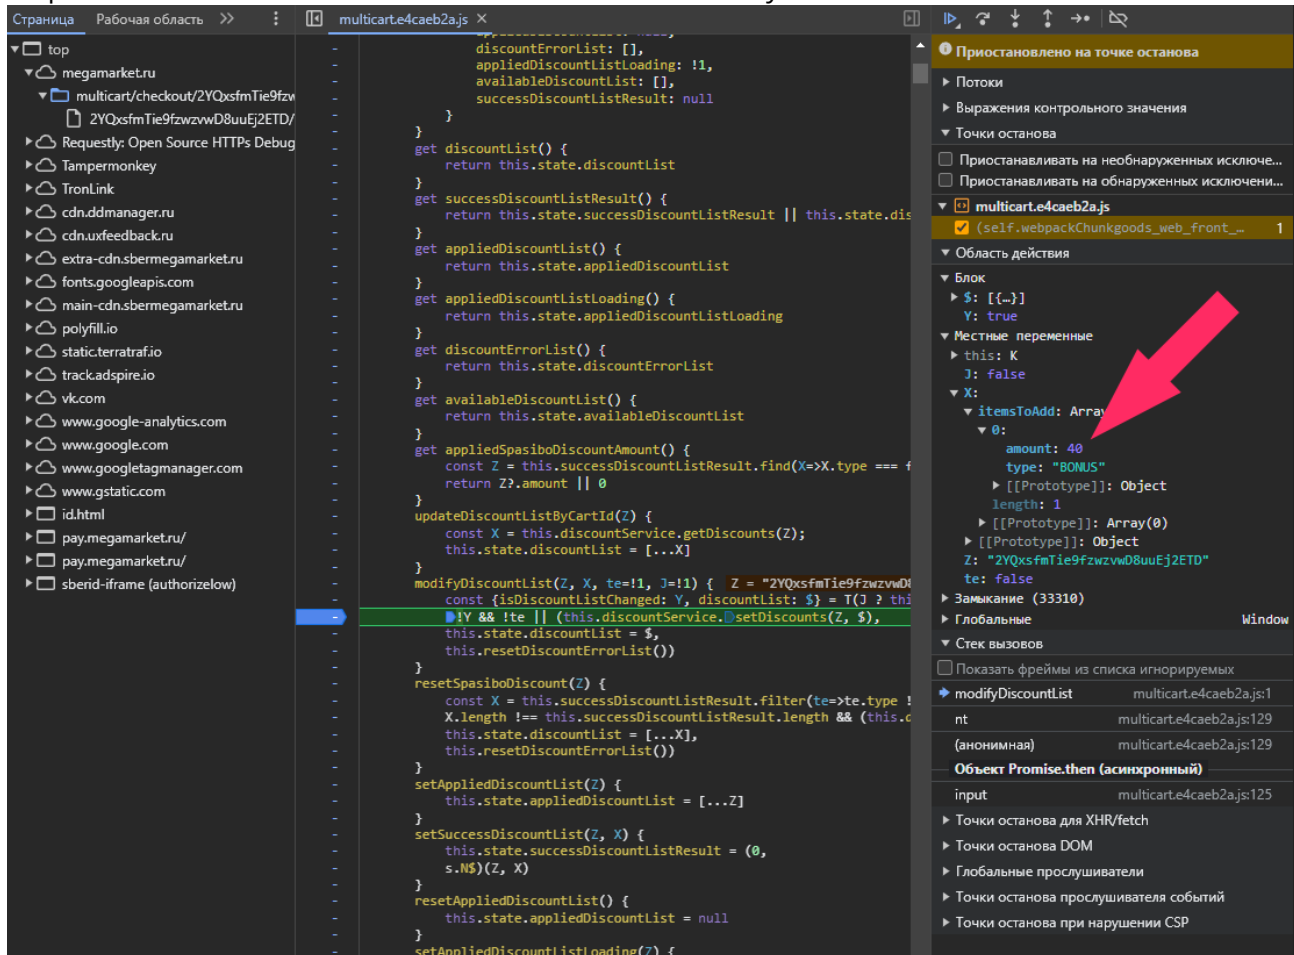 Страница Рабочая область
top
megamarket.ru
multicart/checkout/2YQxsfmTie9fzw
2YQxsfmTie9fzwzvwD8uuEj2ETD/
Requestly: Open Source HTTPs Debug
Tampermonkey
TronLink
cdn.ddmanager.ru
cdn.uxfeedback.ru
extra-cdn.sbermegamarket.ru
fonts.googleapis.com
main-cdn.sbermegamarket.ru
polyfill.io
static.terratraf.io
track.adspire.io
vk.com
www.google-analytics.com
www.google.com
www.googletagmanager.com
www.gstatic.com
id.html
pay.megamarket.ru/
pay.megamarket.ru/
sberid-iframe (authorizelow)
multicart.e4caeb2a.js ×
discountErrorList: [],
appliedDiscountListLoading: !1,
availableDiscountList: [],
successDiscountListResult: null
}
}
get discountList() {
return this.state.discountList
}
get successDiscountListResult() {
return this.state.successDiscountListResult || this.state.dis
}
get appliedDiscountList() {
return this.state.appliedDiscountList
}
get appliedDiscountListLoading() {
return this.state.appliedDiscountListLoading
}
get discountErrorList() {
return this.state.discountErrorList
}
get availableDiscountList() {
return this.state.availableDiscountList
}
get appliedSpasiboDiscountAmount() {
const Z = this.successDiscountListResult.find(X=>X.type === f
return Z?.amount || 0
}
updateDiscountListByCartId(Z) {
const X = this.discountService.getDiscounts(Z);
this.state.discountList = [...X]
}
modifyDiscountList(Z, X, te=!1, J=!1) { Z = "2YQxsfmTie9fzwzvwD8
const {isDiscountListChanged: Y, discountList: $} = T(J ? thi
!Y && !te || (this.discountService.setDiscounts(Z, $),
this.state.discountList = $,
this.resetDiscountErrorList())
}
resetSpasiboDiscount(Z) {
const X = this.successDiscountListResult.filter(te=>te.type !
X.length !== this.successDiscountListResult.length && (this.d
this.state.discountList = [...X],
this.resetDiscountErrorList())
}
setAppliedDiscountList(Z) {
this.state.appliedDiscountList = [...Z]
}
setSuccessDiscountList(Z, X) {
this.state.successDiscountListResult = (0,
s.N$)(Z, X)
}
resetAppliedDiscountList() {
this.state.appliedDiscountList = null
}
setAppliedDiscountListLoading(Z) {
Приостановлено на точке останова
Потоки
Выражения контрольного значения
Точки останова
Приостанавливать на необнаруженных исключе...
Приостанавливать на обнаруженных исключени...
multicart.e4caeb2a.js
(self.webpackChunkgoods_web_front_… 1
Область действия
Блок
$: [{…}]
Y: true
Местные переменные
this: K
J: false
X:
itemsToAdd:
0:
amount: 40
type: "BONUS"
[[Prototype]]: Object
length: 1
[[Prototype]]: Array(0)
[[Prototype]]: Object
Z: "2YQxsfmTie9fzwzvwD8uuEj2ETD"
te: false
Замыкание (33310)
Глобальные Window
Стек вызовов
Показать фреймы из списка игнорируемых
modifyDiscountList multicart.e4caeb2a.js:1
nt multicart.e4caeb2a.js:129
(анонимная) multicart.e4caeb2a.js:129
Объект Promise.then (асинхронный)
input multicart.e4caeb2a.js:125
Точки останова для XHR/fetch
Точки останова DOM
Глобальные прослушиватели
Точки останова прослушивателя событий
Точки останова при нарушении CSP